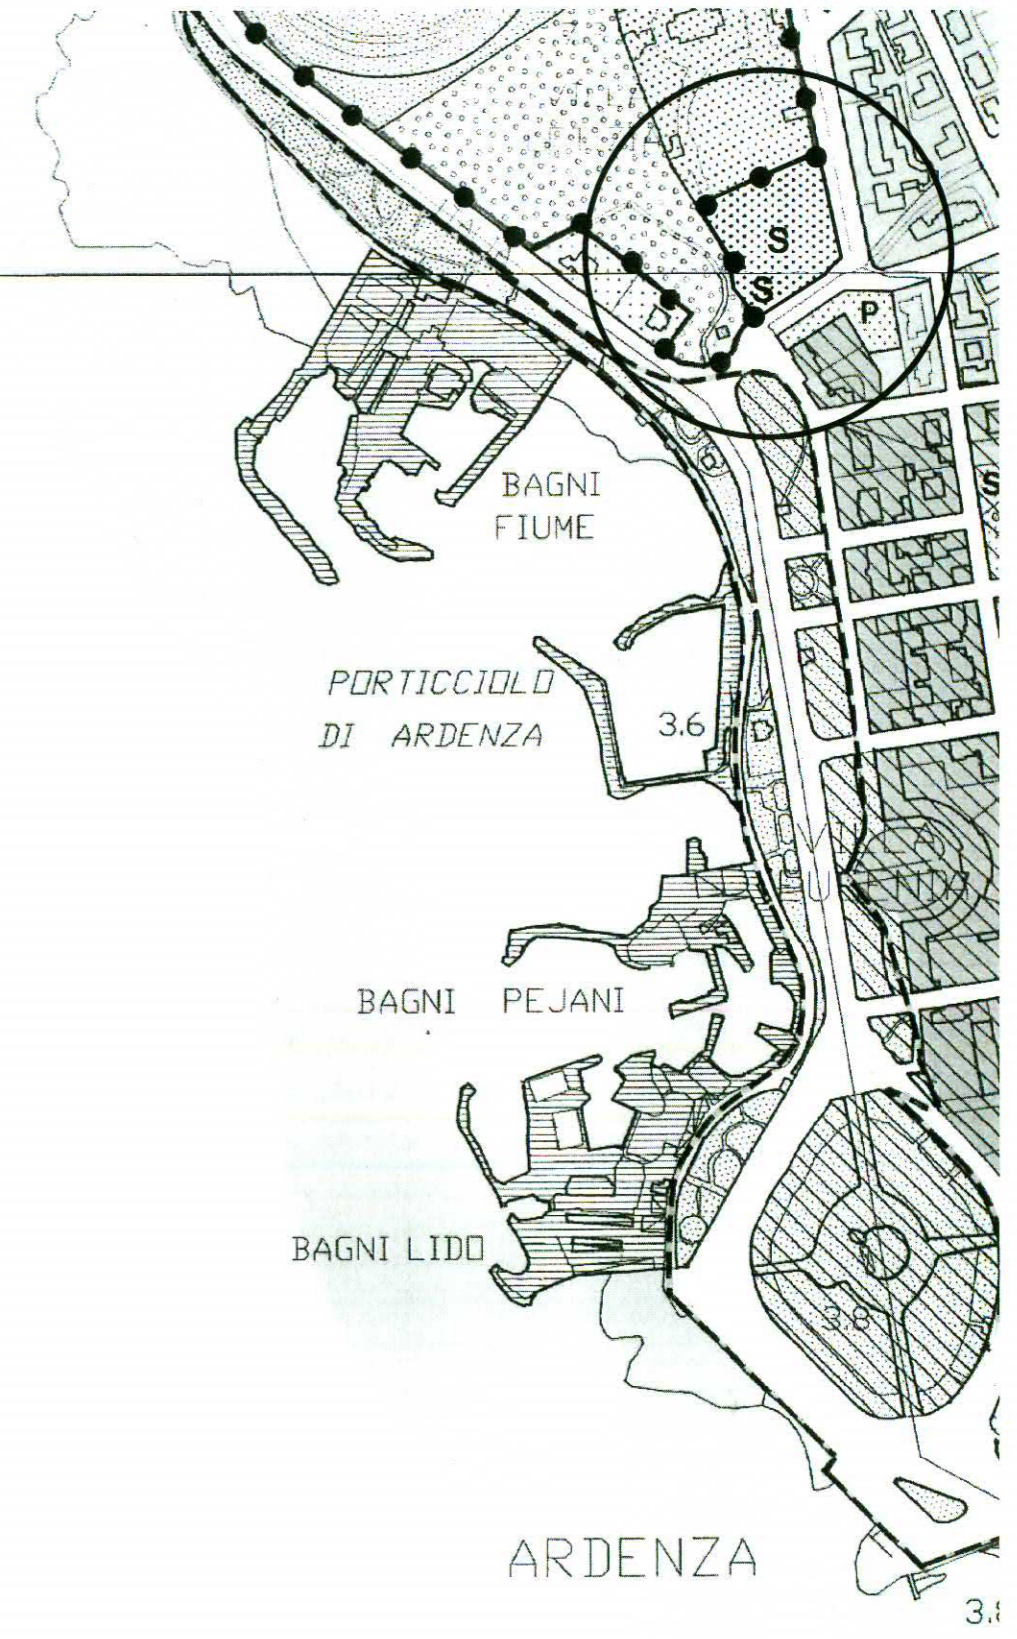 S
S
P
BAGNI
FIUME
S
PORTICCIOLO
DI ARDENZA
3.6
BAGNI PEJANI
BAGNI LIDO
3.8
ARDENZA